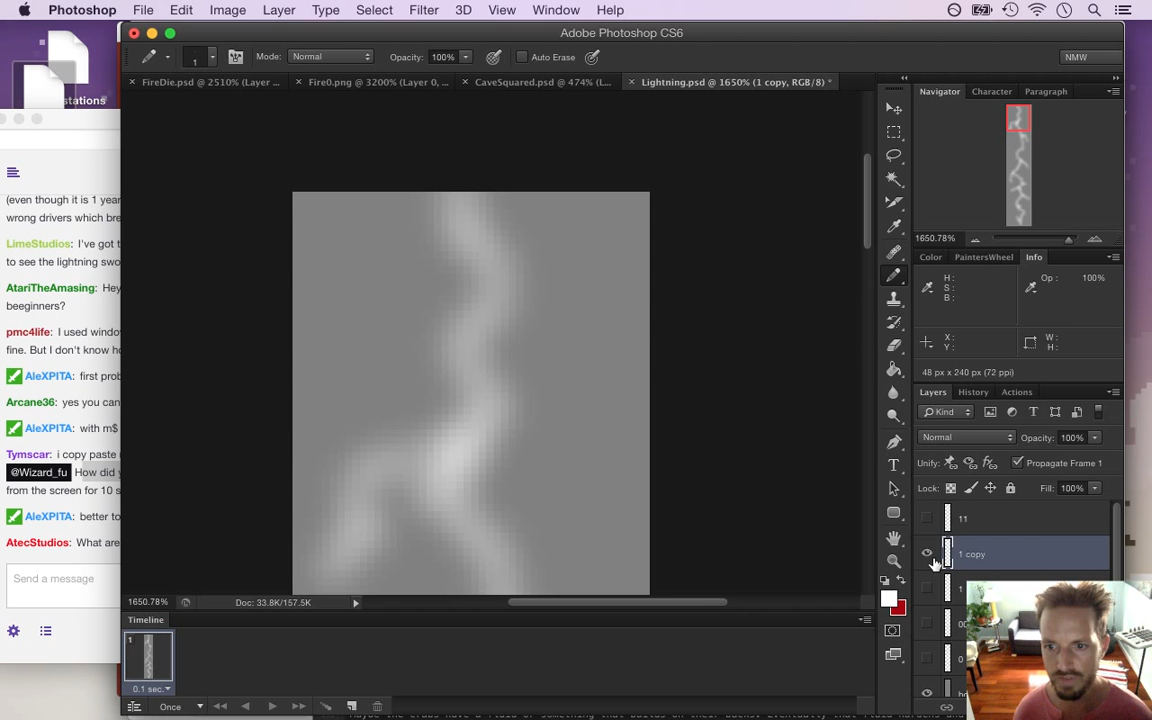 Photoshop File Edit Image Layer Type Select Filter 3D View Window Help
Adobe Photoshop CS6
1 Mode: Normal Opacity: 100% Auto Erase NMW
FireDie.psd @ 2510% (Layer ... Fire0.png @ 3200% (Layer 0, ... CaveSquared.psd @ 474% (L... Lightning.psd @ 1650% (1 copy, RGB/8) *
Navigator Character Paragraph
stations
1650.78%
Color PaintersWheel Info
H:
S:
B:
Op: 100%
X:
Y:
W:
H:
48 px x 240 px (72 ppi)
Layers History Actions
Kind
Normal Opacity: 100%
Unify: Propagate Frame 1
Lock: Fill: 100%
11
1 copy
1
0
(even though it is 1 year
wrong drivers which bre
LimeStudios: I've got t
to see the lightning swo
AtariTheAmasing: Hey
beeginners?
pmc4life: I used window
fine. But I don't know ho
AleXPITA: first prob
Arcane36: yes you can
AleXPITA: with m$
Tymscar: i copy paste
@Wizard_fu How did y
from the screen for 10 s
AleXPITA: better to
AtecStudios: What are
Send a message
1650.78% Doc: 33.8K/157.5K
Timeline
1
0.1 sec.
Once